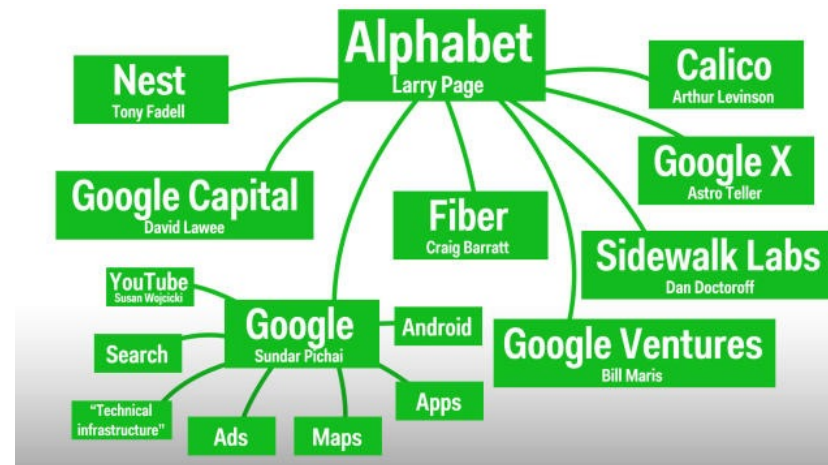 Alphabet
Larry Page
Nest
Tony Fadell
Calico
Arthur Levinson
Google X
Astro Teller
Google Capital
David Lawee
Fiber
Craig Barratt
Sidewalk Labs
Dan Doctoroff
YouTube
Susan Wojcicki
Google
Sundar Pichai
Android
Google Ventures
Bill Maris
Search
Apps
“Technical
infrastructure”
Ads
Maps